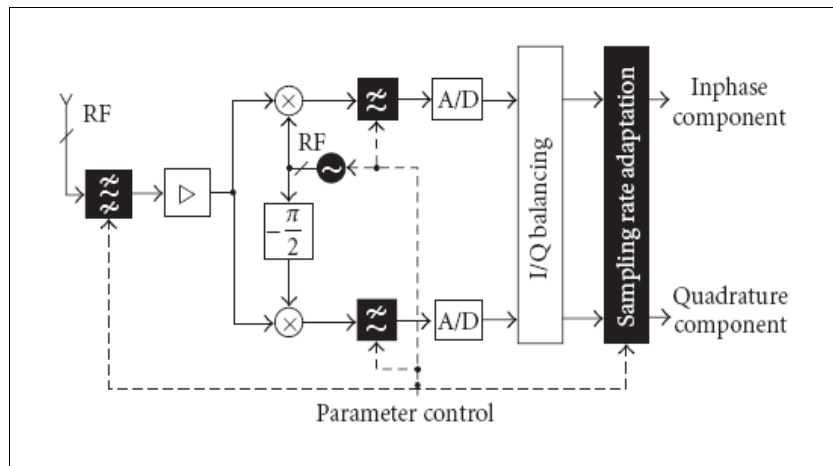 RF
RF
A/D
−π/2
A/D
I/Q balancing
Sampling rate adaptation
Inphase
component
Quadrature
component
Parameter control